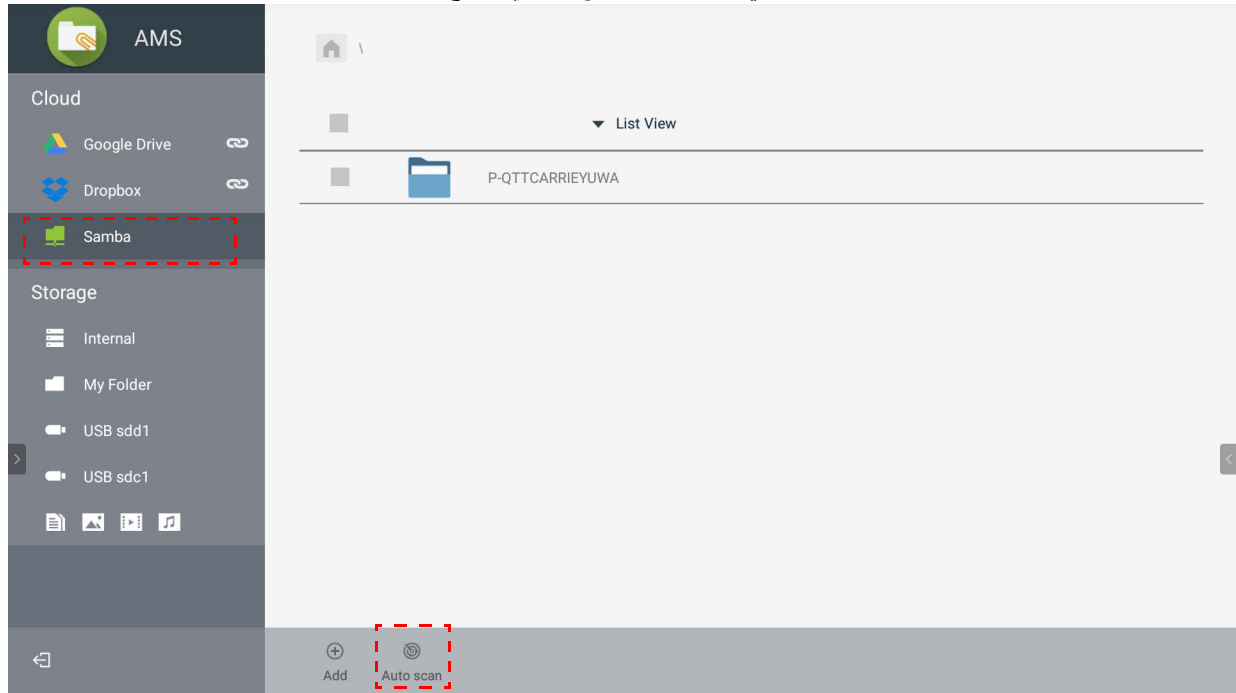 AMS
\
Cloud
Google Drive
Dropbox
Samba
Storage
Internal
My Folder
USB sdd1
USB sdc1
List View
P-QTTCARRIEYUWA
Add
Auto scan